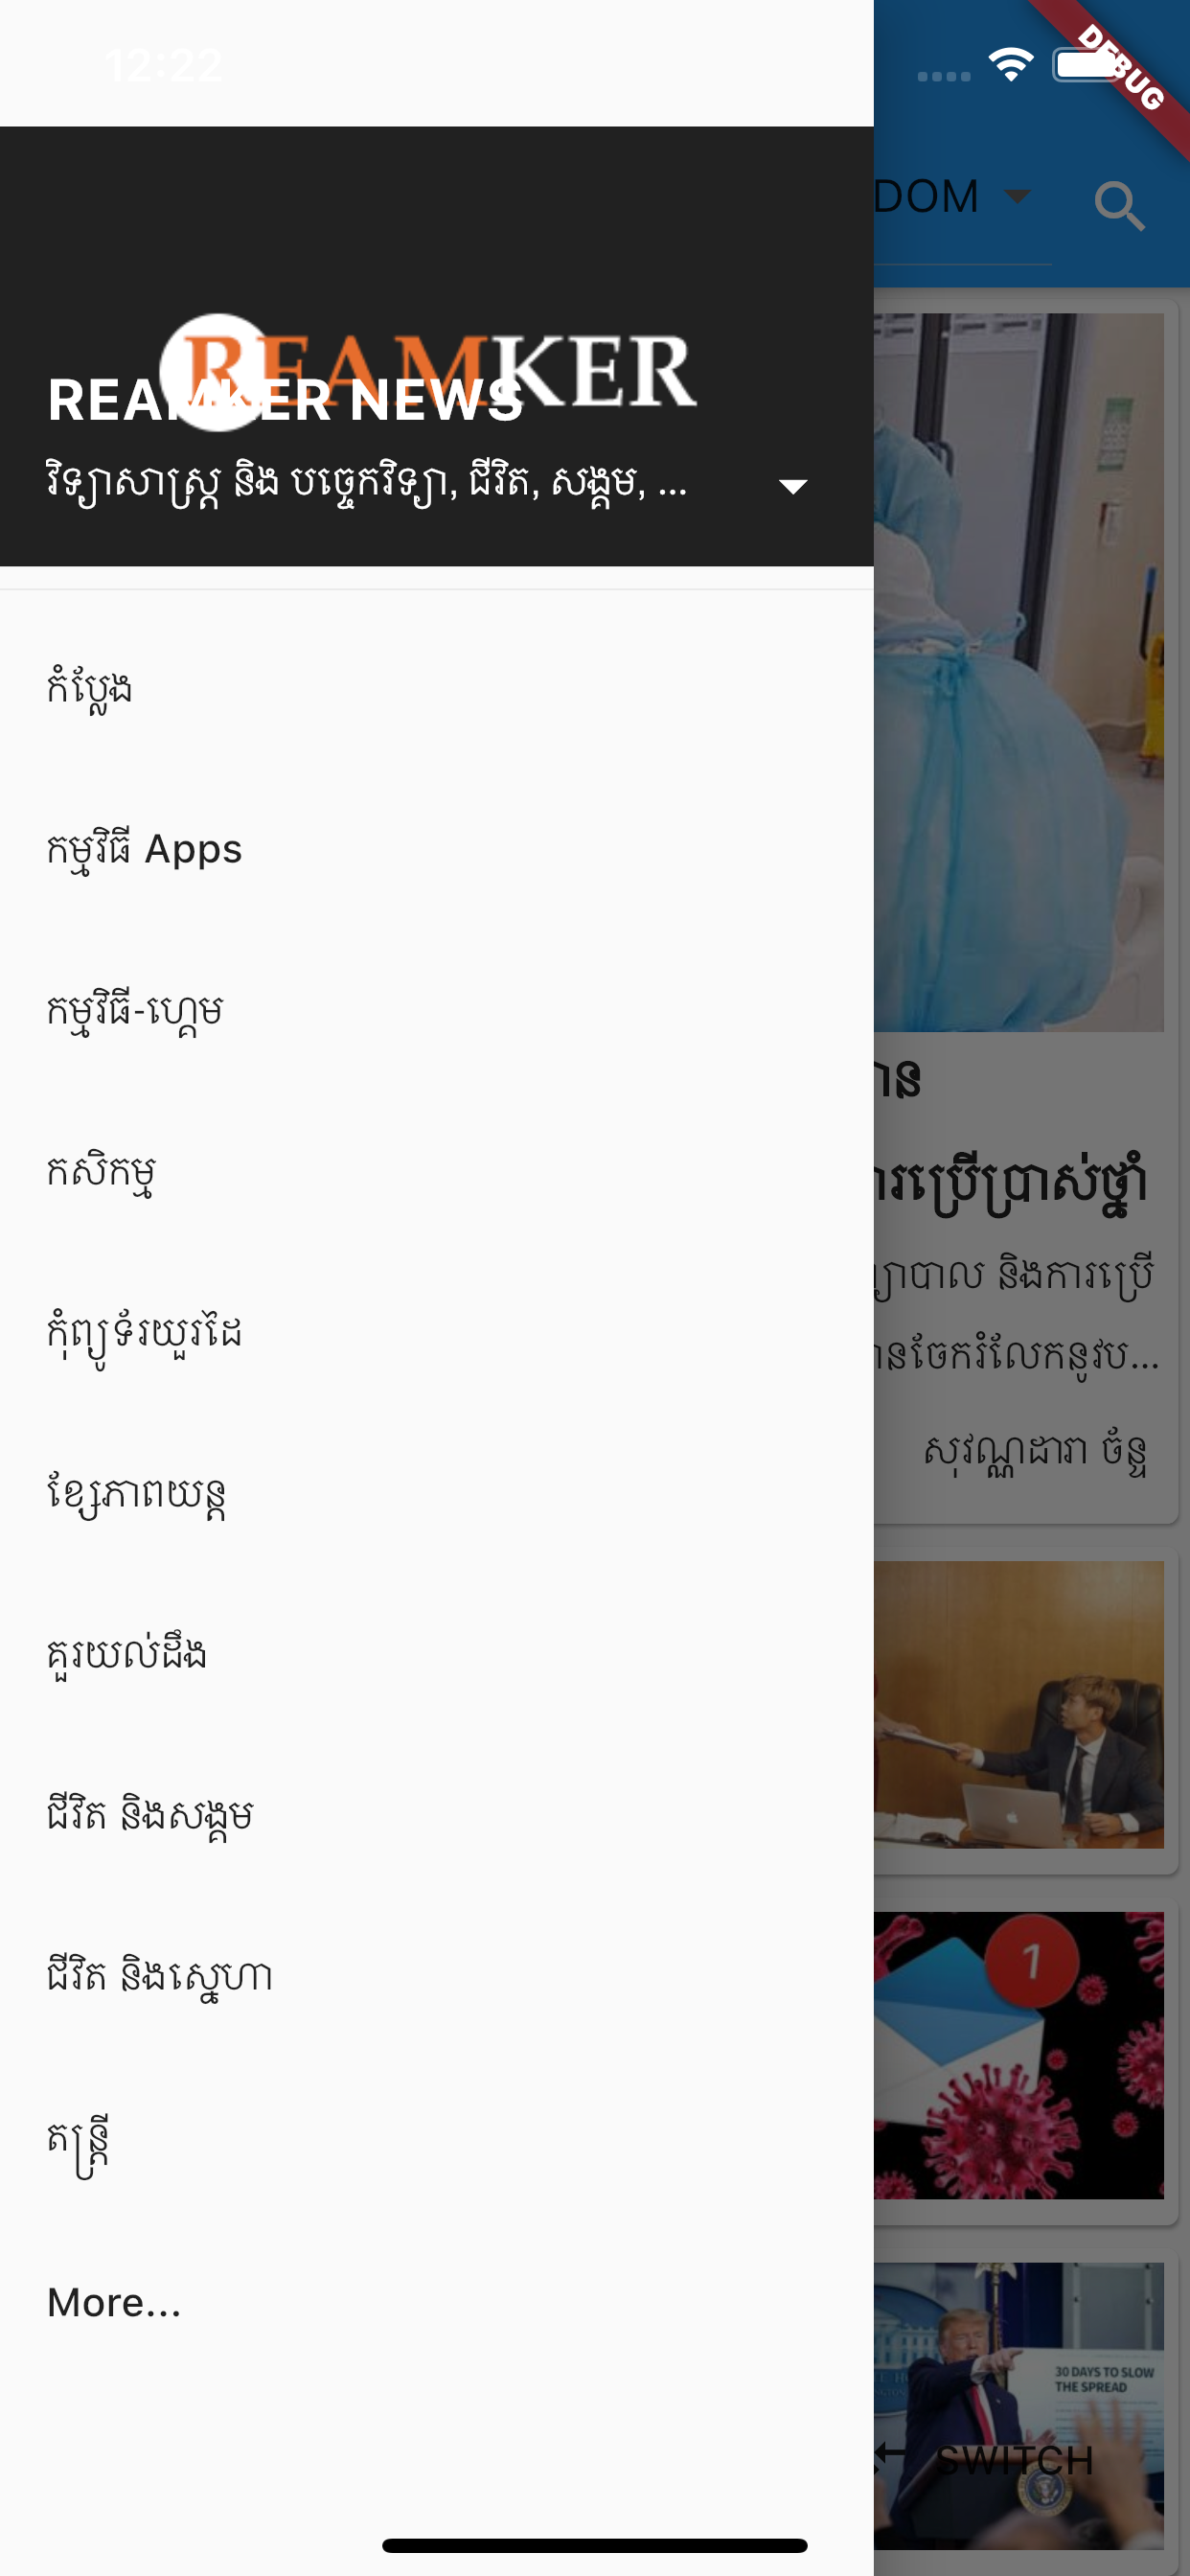 12:22
DEBUG
DOM
REAMKER
REAMKER NEWS
វិទ្យាសាស្ត្រ និង បច្ចេកវិទ្យា, ជីវិត, សង្គម, ...
កំប្លែង
កម្មវិធី Apps
កម្មវិធី-ហ្គេម
កសិកម្ម
កុំព្យូទ័រយួរដៃ
ខ្សែភាពយន្ត
គួរយល់ដឹង
ជីវិត និងសង្គម
ជីវិត និងស្នេហា
តន្ត្រី
More...
ារប្រើប្រាស់ថ្នាំ
្យាបាល និងការប្រើ
ានចែករំលែកនូវប...
សុវណ្ណដារា ច័ន្ទ
1
30 DAYS TO SLOW
THE SPREAD
SWITCH